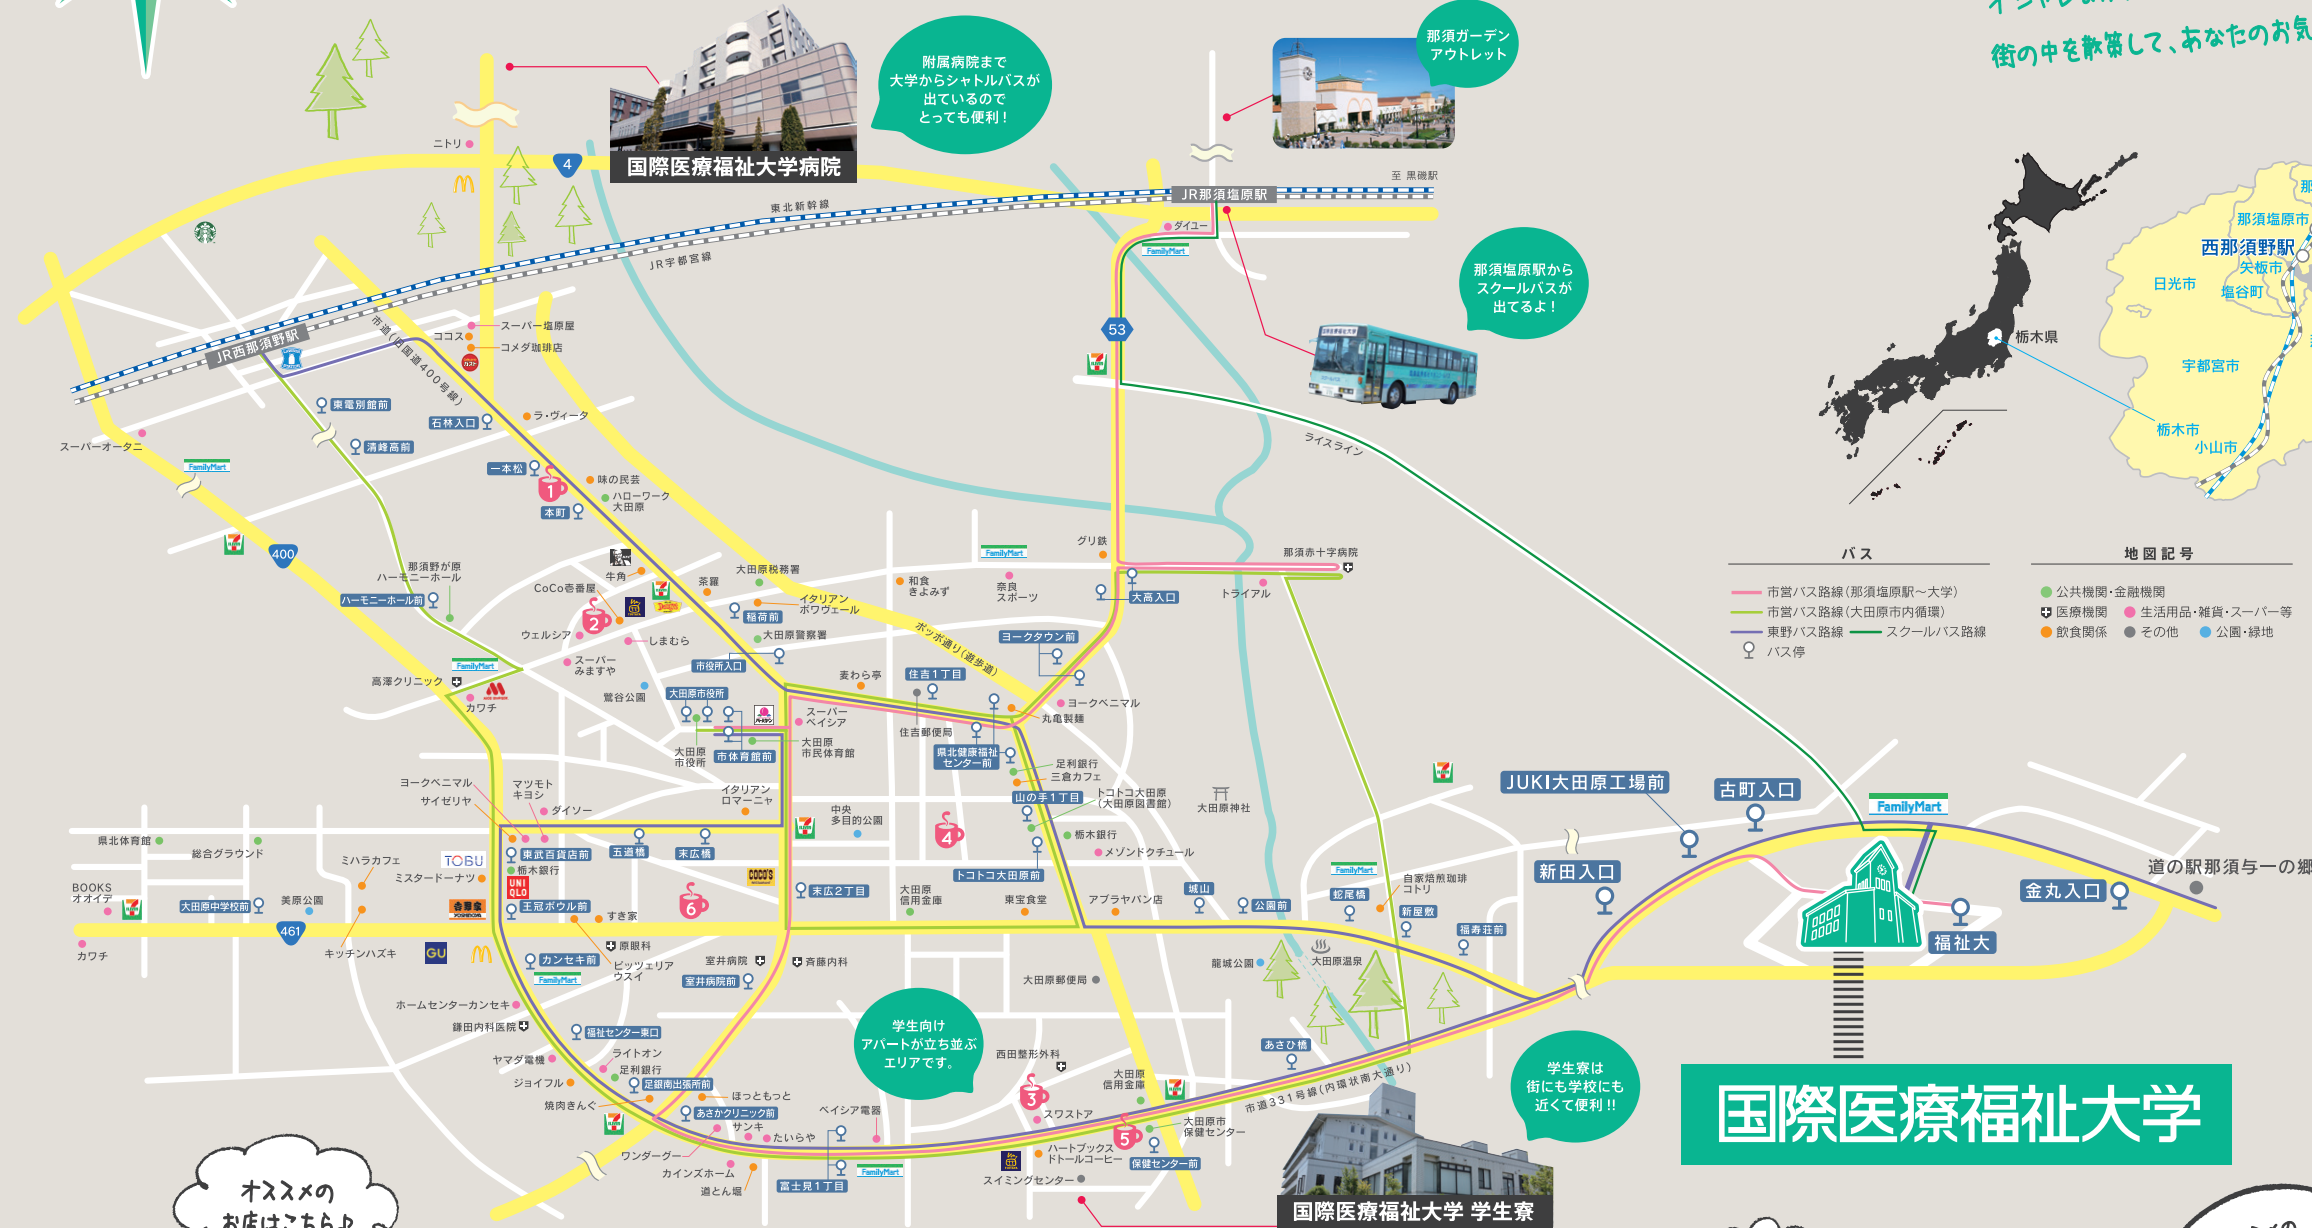 街の中を散策して、あなたのお気
附属病院まで
大学からシャトルバスが
出ているので
とっても便利！
那須ガーデン
アウトレット
国際医療福祉大学病院
ニトリ
4
東北新幹線
JR宇都宮線
JR那須塩原駅
至 黒磯駅
ダイユー
FamilyMart
那須塩原駅から
スクールバスが
出てるよ！
53
ライスライン
栃木県
那須塩原市
西那須野駅
矢板市
日光市
塩谷町
宇都宮市
栃木市
小山市
JR西那須野駅
市道(旧国道400号線)
スーパー塩原屋
ココス
コメダ珈琲店
東電別館前
清峰高前
石林入口
ラ・ヴィータ
スーパーオータニ
FamilyMart
一本松
1
味の民芸
ハローワーク
大田原
本町
400
那須野が原
ハーモニーホール
ハーモニーホール前
牛角
CoCo壱番屋
茶羅
大田原税務署
2
稲荷前
イタリアン
ボワヴェール
ウェルシア
しまむら
大田原警察署
スーパー
みますや
市役所入口
鷺谷公園
大田原市役所
FamilyMart
高澤クリニック
カワチ
大田原
市役所
市体育館前
スーパー
ベイシア
大田原
市民体育館
和食
きよみず
FamilyMart
奈良
スポーツ
グリ鉄
大高入口
トライアル
那須赤十字病院
ポッポ通り(遊歩道)
ヨークタウン前
麦わら亭
住吉1丁目
ヨークベニマル
丸亀製麺
住吉郵便局
県北健康福祉
センター前
足利銀行
三倉カフェ
山の手1丁目
トコトコ大田原
(大田原図書館)
大田原神社
栃木銀行
メゾンドクチュール
トコトコ大田原前
バス
市営バス路線(那須塩原駅～大学)
市営バス路線(大田原市内循環)
東野バス路線
スクールバス路線
バス停
地図記号
公共機関・金融機関
医療機関
生活用品・雑貨・スーパー等
飲食関係
その他
公園・緑地
ヨークベニマル
サイゼリヤ
マツモト
キヨシ
ダイソー
イタリアン
ロマーニャ
中央
多目的公園
4
県北体育館
総合グラウンド
ミハラカフェ
TOBU
東武百貨店前
五道橋
末広橋
栃木銀行
ミスタードーナツ
UNI
QLO
BOOKS
オオイデ
大田原中学校前
美原公園
吉野家
王冠ボウル前
すき家
6
COCO'S
末広2丁目
大田原
信用金庫
東宝食堂
アブラヤパン店
城山
公園前
FamilyMart
蛇尾橋
自家焙煎珈琲
コトリ
新屋敷
福寿荘前
461
カワチ
キッチンハズキ
GU
カンセキ前
FamilyMart
原眼科
ピッツェリア
ウスイ
室井病院
室井病院前
斉藤内科
大田原郵便局
龍城公園
大田原温泉
JUKI大田原工場前
古町入口
FamilyMart
新田入口
道の駅那須与一の郷
金丸入口
福祉大
ホームセンターカンセキ
鎌田内科医院
福祉センター東口
ヤマダ電機
ライトオン
足利銀行
ジョイフル
足銀南出張所前
焼肉きんぐ
ほっともっと
あさかクリニック前
サンキ
たいらや
ベイシア電器
ワンダーグー
カインズホーム
道とん堀
富士見1丁目
FamilyMart
学生向け
アパートが立ち並ぶ
エリアです。
西田整形外科
3
スワストア
大田原
信用金庫
5
大田原市
保健センター
ハートブックス
ドトールコーヒー
保健センター前
スイミングセンター
あさひ橋
市道331号線(内環状南大通り)
学生寮は
街にも学校にも
近くて便利!!
国際医療福祉大学 学生寮
国際医療福祉大学
オススメの
お店はこちら♪